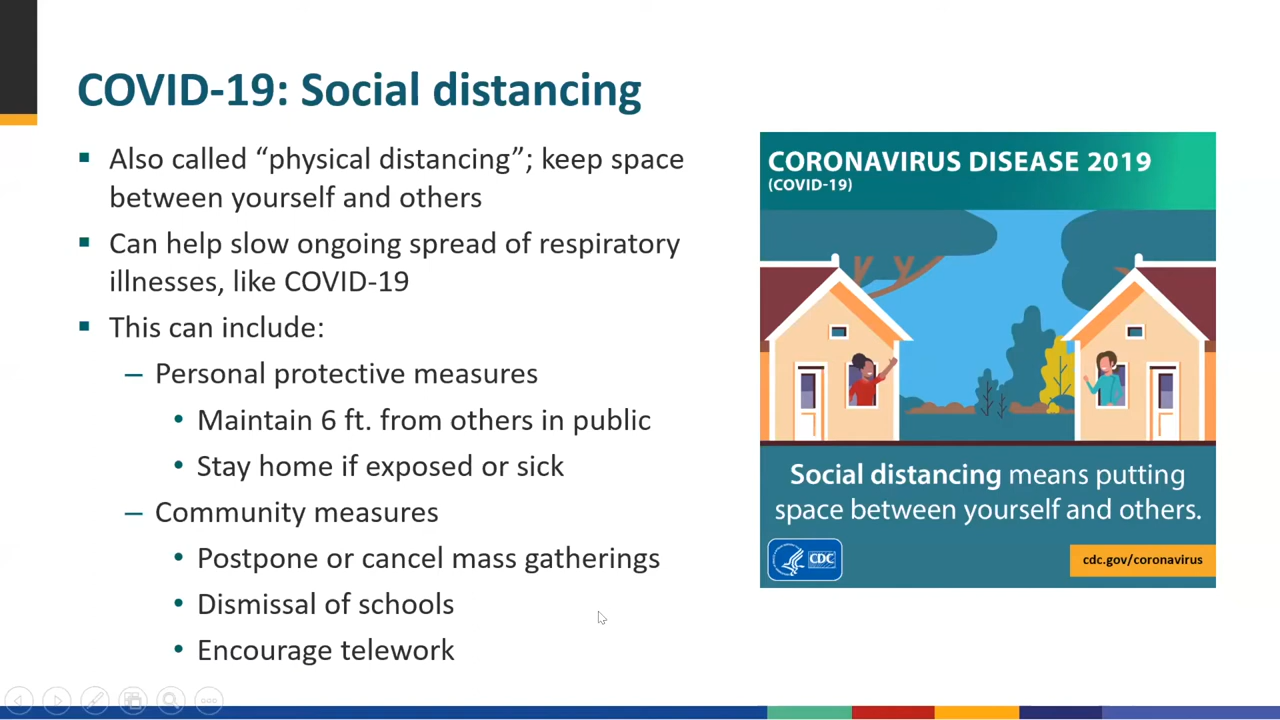 COVID-19: Social distancing
▪ Also called “physical distancing”; keep space
between yourself and others
▪ Can help slow ongoing spread of respiratory
illnesses, like COVID-19
▪ This can include:
– Personal protective measures
• Maintain 6 ft. from others in public
• Stay home if exposed or sick
– Community measures
• Postpone or cancel mass gatherings
• Dismissal of schools
• Encourage telework
CORONAVIRUS DISEASE 2019
(COVID-19)
Social distancing means putting
space between yourself and others.
CDC
cdc.gov/coronavirus